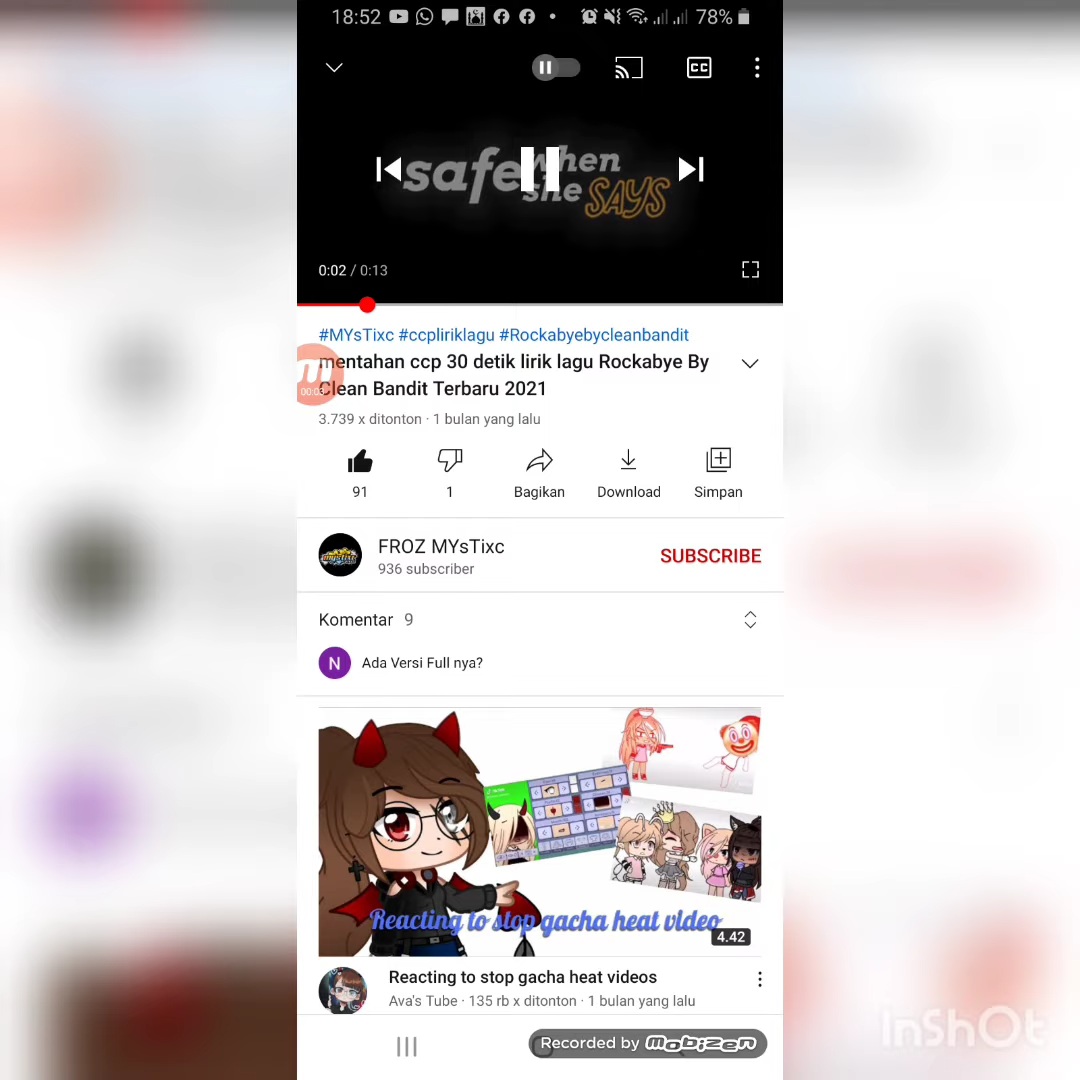 18:52
78%
CC
safe when
she SAYS
0:02 / 0:13
#MYsTixc #ccpliriklagu #Rockabyebycleanbandit
mentahan ccp 30 detik lirik lagu Rockabye By
Clean Bandit Terbaru 2021
00:03
3.739 x ditonton · 1 bulan yang lalu
91
1
Bagikan
Download
Simpan
FROZ MYsTixc
936 subscriber
SUBSCRIBE
Komentar 9
N
Ada Versi Full nya?
Reacting to stop gacha heat video
4.42
Reacting to stop gacha heat videos
Ava's Tube · 135 rb x ditonton · 1 bulan yang lalu
Recorded by Mobizen
InShOt